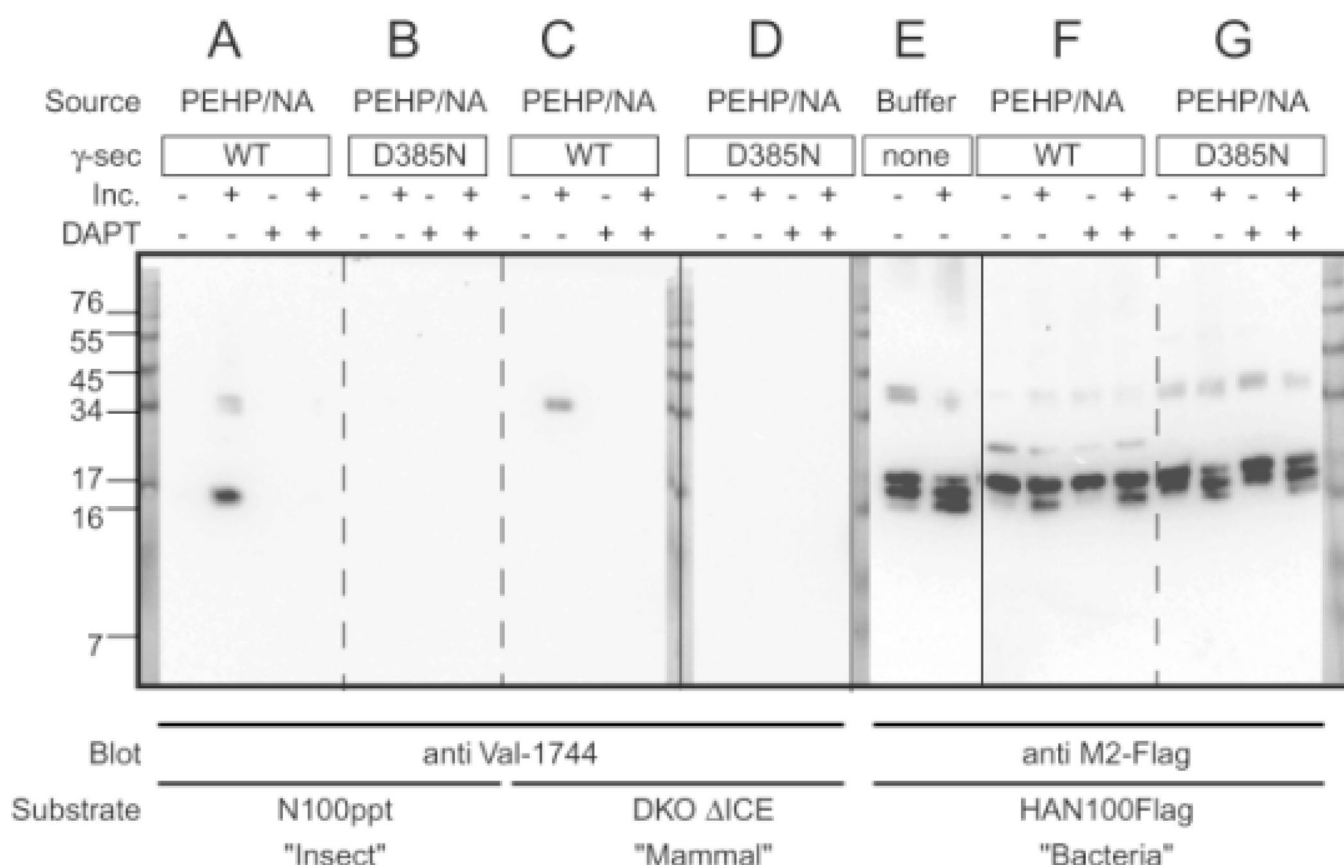 A B C D E F G
Source PEHP/NA PEHP/NA PEHP/NA PEHP/NA Buffer PEHP/NA PEHP/NA
γ-sec WT D385N WT D385N none WT D385N
Inc. - + - + - + - + - + - + - + - + - + - + - + - + - +
DAPT - - + + - - + + - - + + - - + + - - - - + + - - + +
76
55
45
34
17
16
7
Blot anti Val-1744 anti M2-Flag
Substrate N100ppt DKO ΔICE HAN100Flag
"Insect" "Mammal" "Bacteria"